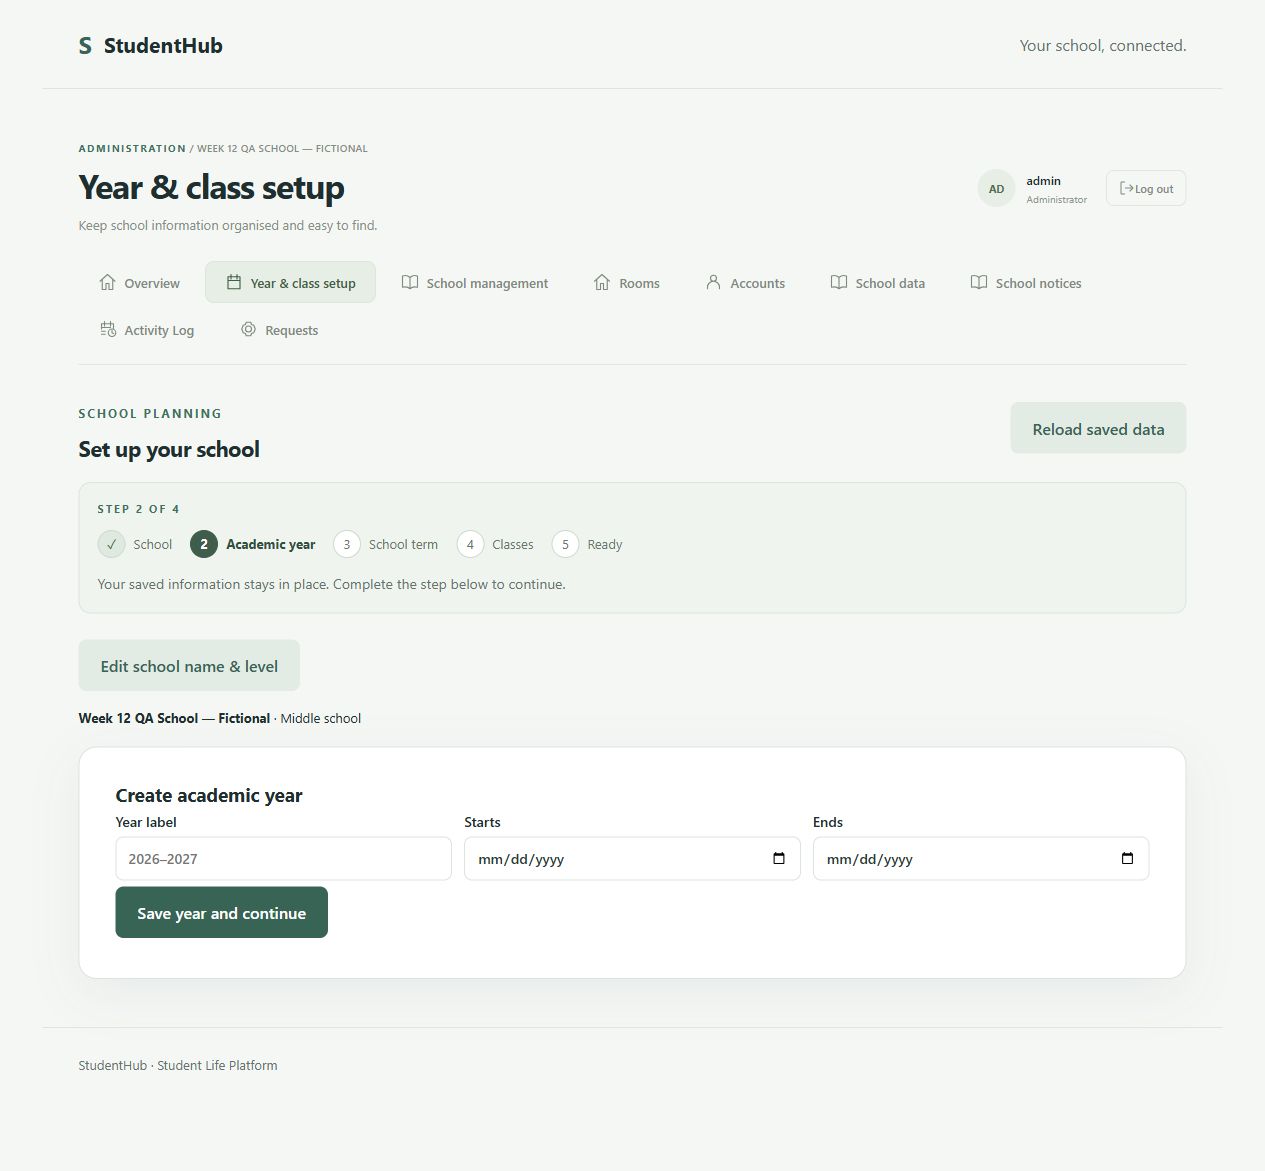 S StudentHub
Your school, connected.
ADMINISTRATION / WEEK 12 QA SCHOOL — FICTIONAL
Year & class setup
Keep school information organised and easy to find.
AD
admin
Administrator
Log out
Overview
Year & class setup
School management
Rooms
Accounts
School data
School notices
Activity Log
Requests
SCHOOL PLANNING
Set up your school
Reload saved data
STEP 2 OF 4
✓ School 2 Academic year 3 School term 4 Classes 5 Ready
Your saved information stays in place. Complete the step below to continue.
Edit school name & level
Week 12 QA School — Fictional · Middle school
Create academic year
Year label
Starts
Ends
2026–2027
mm/dd/yyyy
mm/dd/yyyy
Save year and continue
StudentHub · Student Life Platform